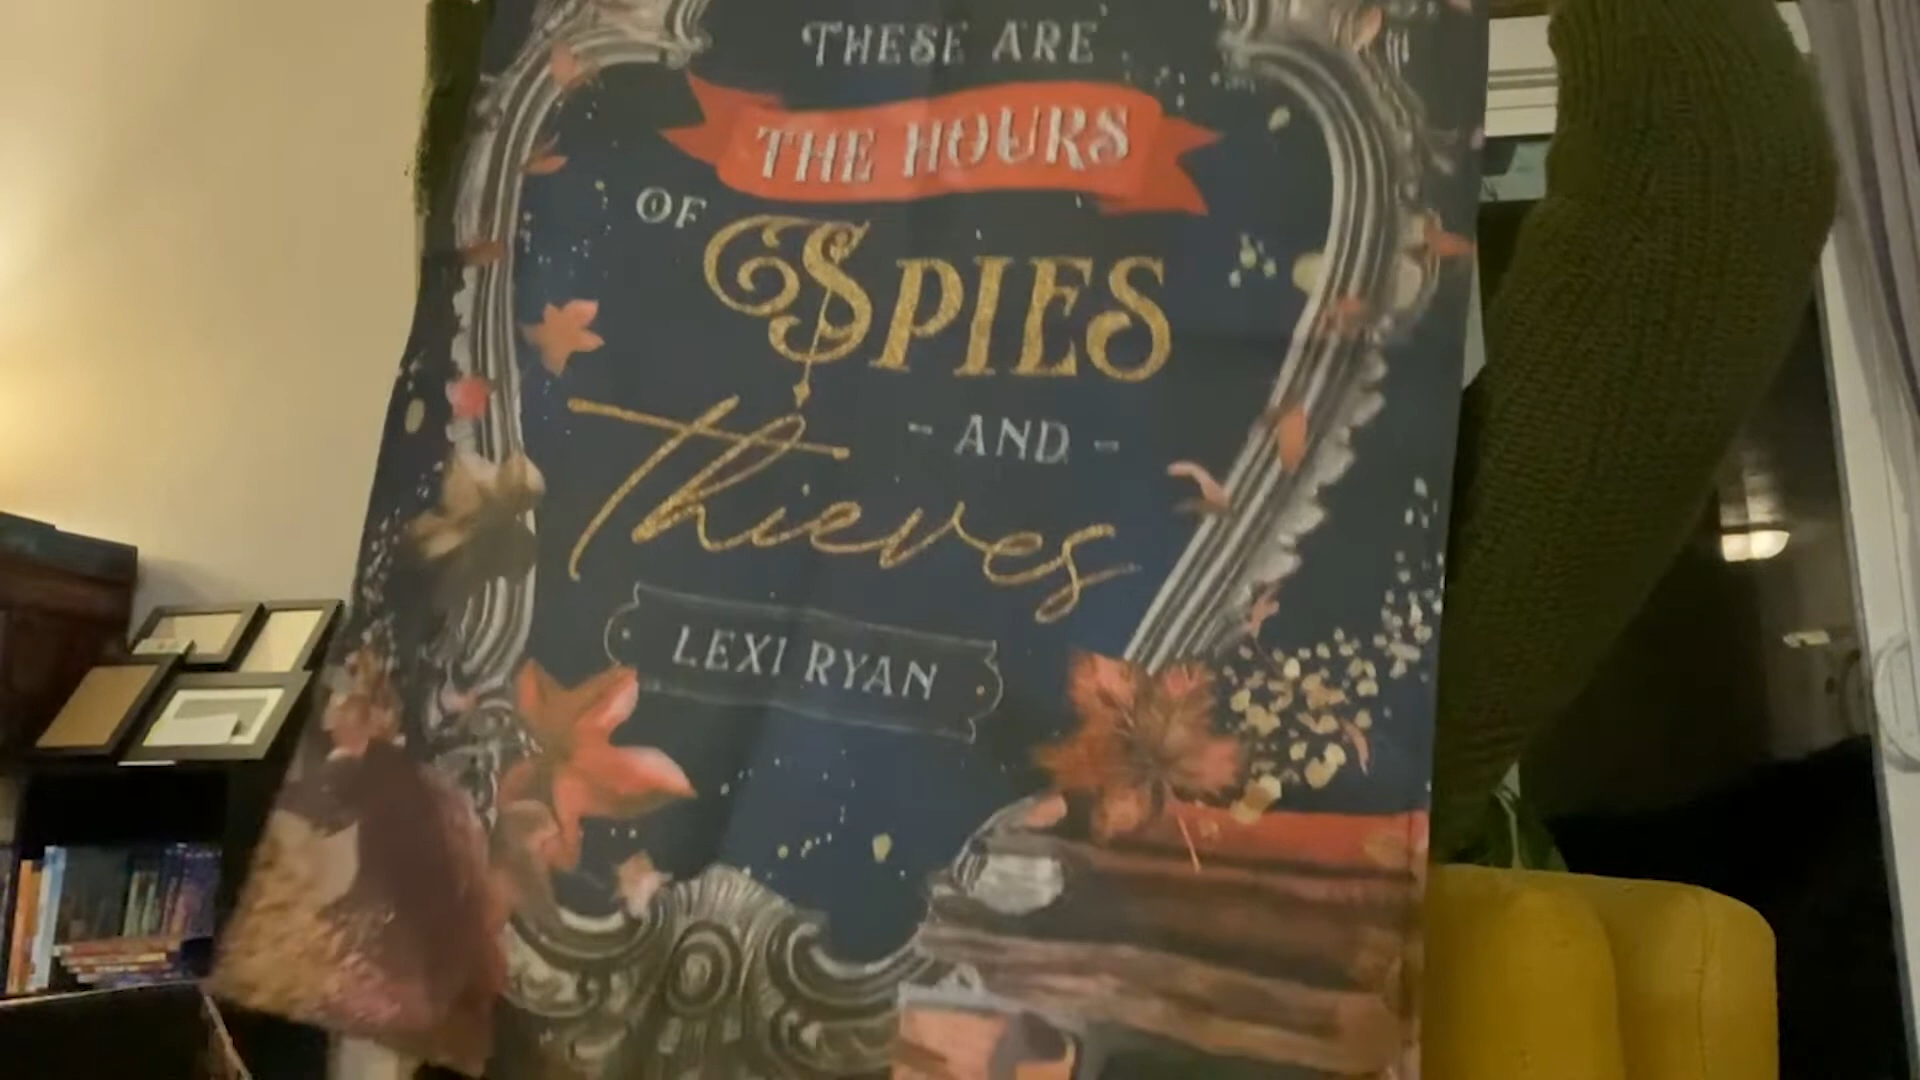 THESE ARE
THE HOURS
OF
SPIES
- AND -
Thieves
LEXI RYAN